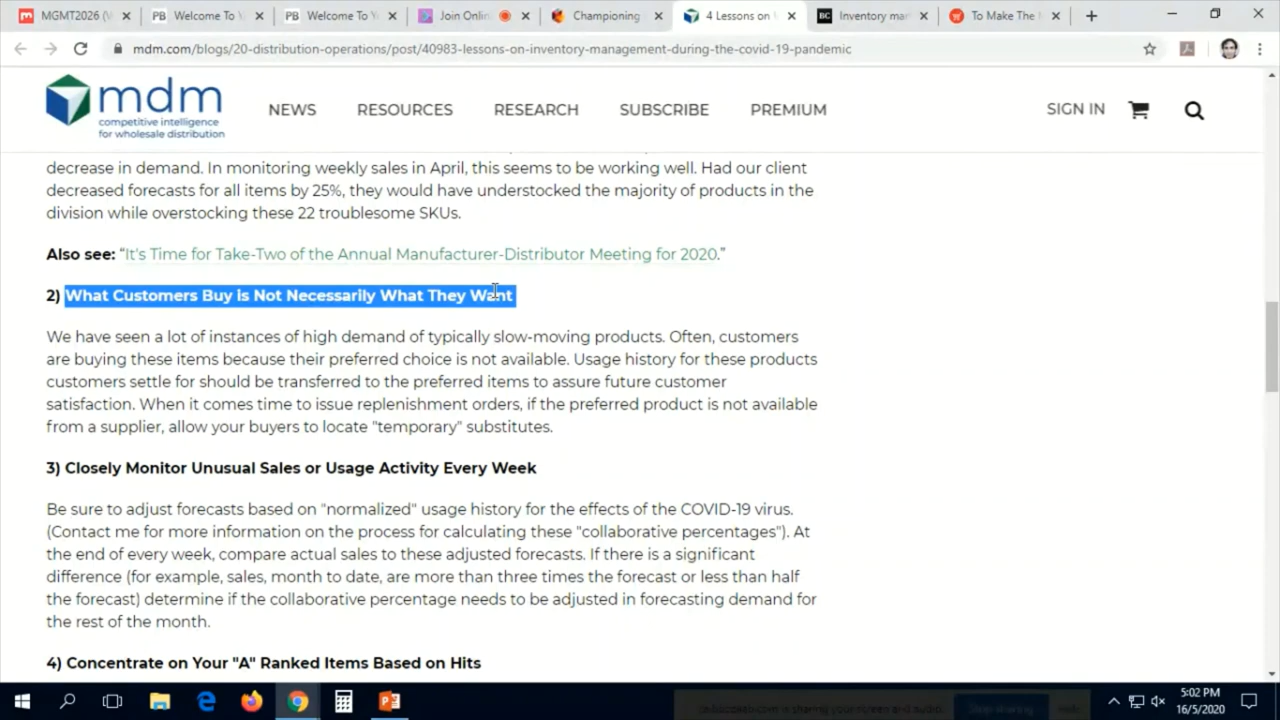 MGMT2026 (
Welcome To Y
Welcome To Y
Join Onlin
Championing
4 Lessons on
Inventory mar
To Make The
mdm.com/blogs/20-distribution-operations/post/40983-lessons-on-inventory-management-during-the-covid-19-pandemic
mdm
competitive intelligence
for wholesale distribution
NEWS RESOURCES RESEARCH SUBSCRIBE PREMIUM SIGN IN
decrease in demand. In monitoring weekly sales in April, this seems to be working well. Had our client
decreased forecasts for all items by 25%, they would have understocked the majority of products in the
division while overstocking these 22 troublesome SKUs.
Also see: “It's Time for Take-Two of the Annual Manufacturer-Distributor Meeting for 2020.”
2) What Customers Buy is Not Necessarily What They Want
We have seen a lot of instances of high demand of typically slow-moving products. Often, customers
are buying these items because their preferred choice is not available. Usage history for these products
customers settle for should be transferred to the preferred items to assure future customer
satisfaction. When it comes time to issue replenishment orders, if the preferred product is not available
from a supplier, allow your buyers to locate "temporary" substitutes.
3) Closely Monitor Unusual Sales or Usage Activity Every Week
Be sure to adjust forecasts based on "normalized" usage history for the effects of the COVID-19 virus.
(Contact me for more information on the process for calculating these "collaborative percentages"). At
the end of every week, compare actual sales to these adjusted forecasts. If there is a significant
difference (for example, sales, month to date, are more than three times the forecast or less than half
the forecast) determine if the collaborative percentage needs to be adjusted in forecasting demand for
the rest of the month.
4) Concentrate on Your "A" Ranked Items Based on Hits
5:02 PM
16/5/2020